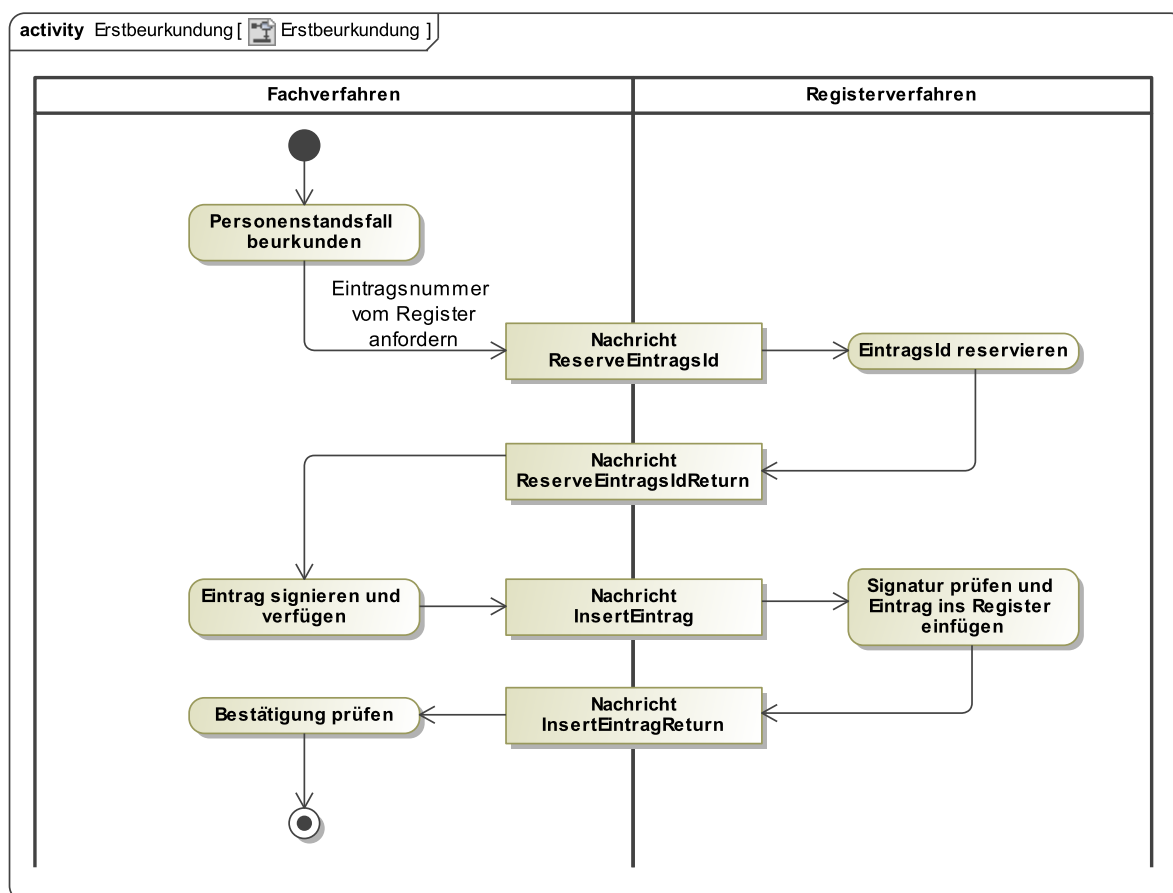 activity Erstbeurkundung [ Erstbeurkundung ]
Fachverfahren
Registerverfahren
Personenstandsfall
beurkunden
Eintragsnummer
vom Register
anfordern
Nachricht
ReserveEintragsId
EintragsId reservieren
Nachricht
ReserveEintragsIdReturn
Eintrag signieren und
verfügen
Nachricht
InsertEintrag
Signatur prüfen und
Eintrag ins Register
einfügen
Nachricht
InsertEintragReturn
Bestätigung prüfen